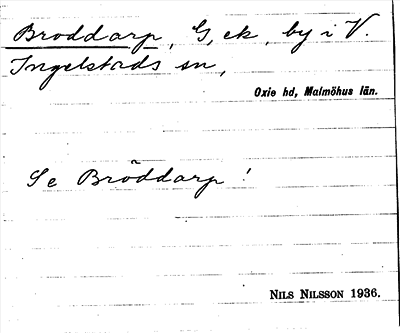 Broddarp, G, ek, by i V.
Ingelstads sn,
Oxie hd, Malmöhus län.
Se Bröddarp !
NILS NILSSON 1936.